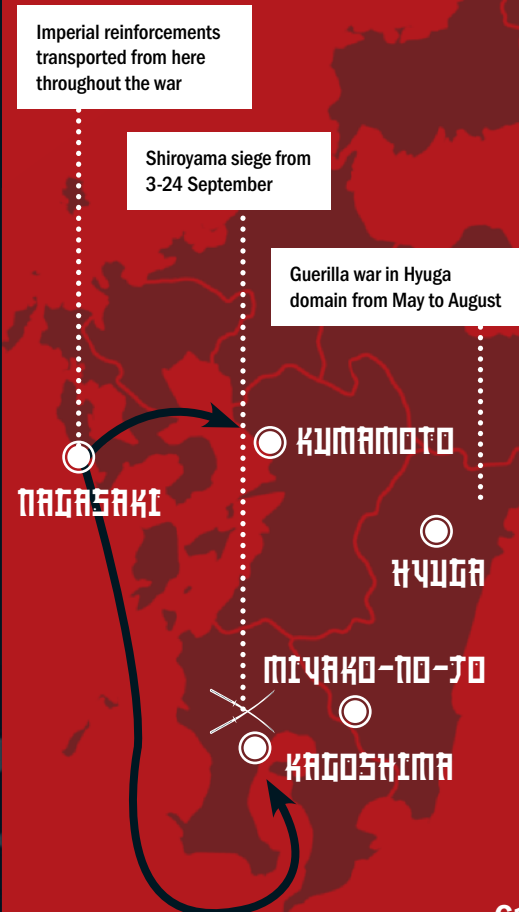 Imperial reinforcements
transported from here
throughout the war
Shiroyama siege from
3-24 September
Guerilla war in Hyuga
domain from May to August
KUMAMOTO
NAGASAKI
HYUGA
MIYAKO-NO-JO
KAGOSHIMA